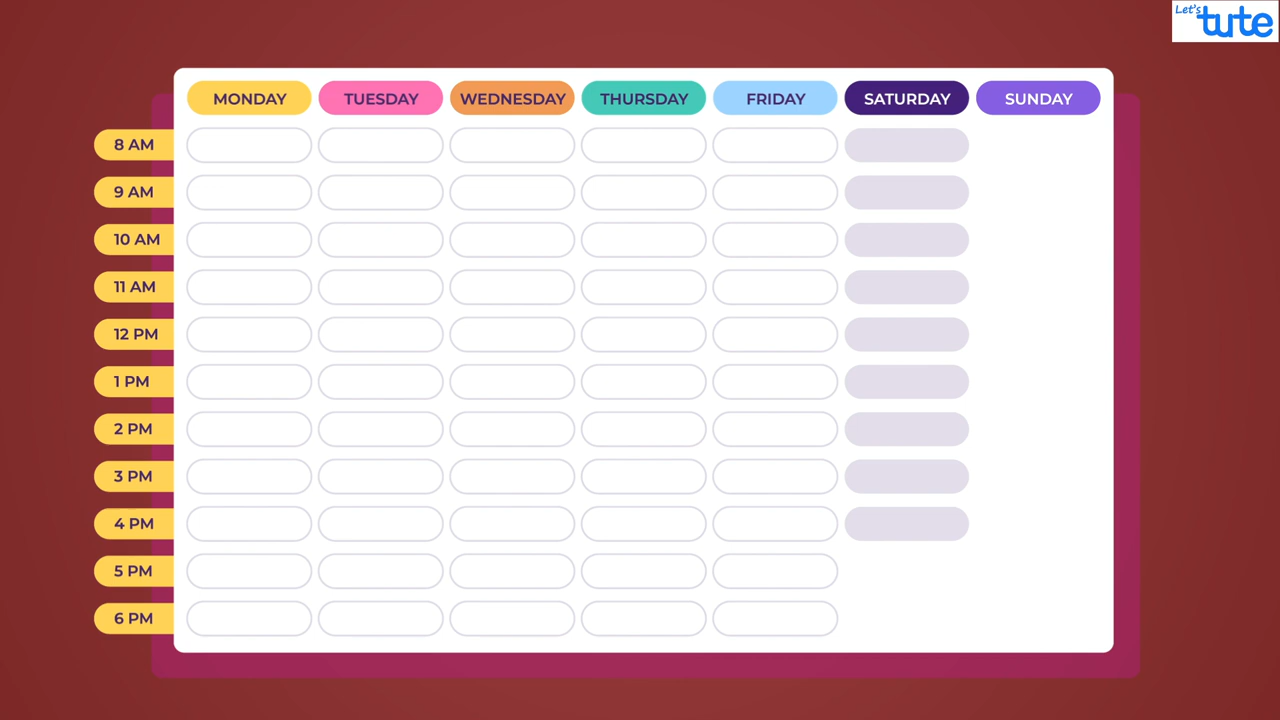 Let's
tute
MONDAY TUESDAY WEDNESDAY THURSDAY FRIDAY SATURDAY SUNDAY
8 AM
9 AM
10 AM
11 AM
12 PM
1 PM
2 PM
3 PM
4 PM
5 PM
6 PM